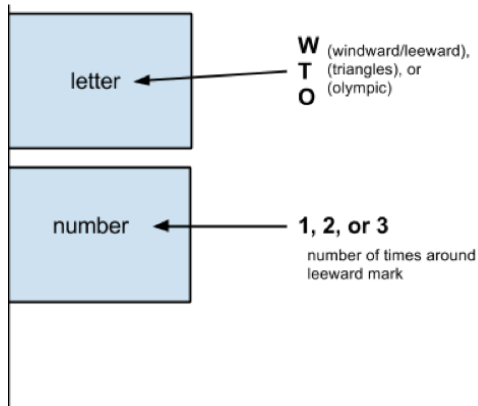 letter
W (windward/leeward),
T (triangles), or
O (olympic)
number
1, 2, or 3
number of times around
leeward mark